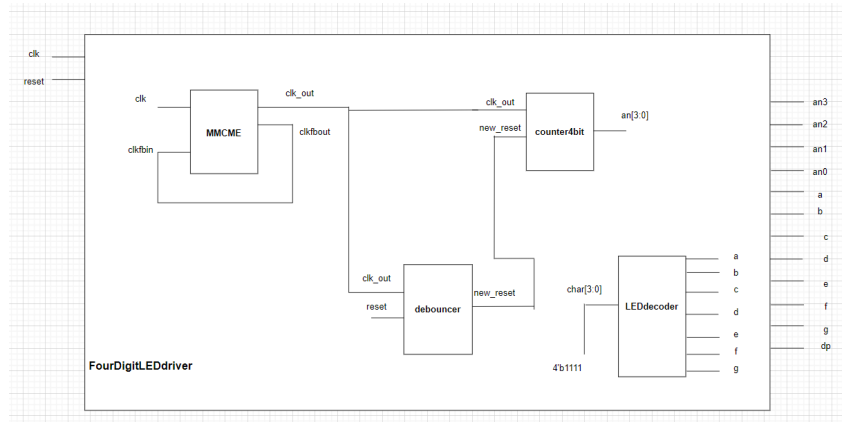 clk
reset
clk
MMCME
clk_out
clkfbin
clkfbout
clk_out
new_reset
counter4bit
an[3:0]
clk_out
reset
debouncer
new_reset
char[3:0]
4'b1111
LEDdecoder
a
b
c
d
e
f
g
an3
an2
an1
an0
a
b
c
d
e
f
g
dp
FourDigitLEDdriver